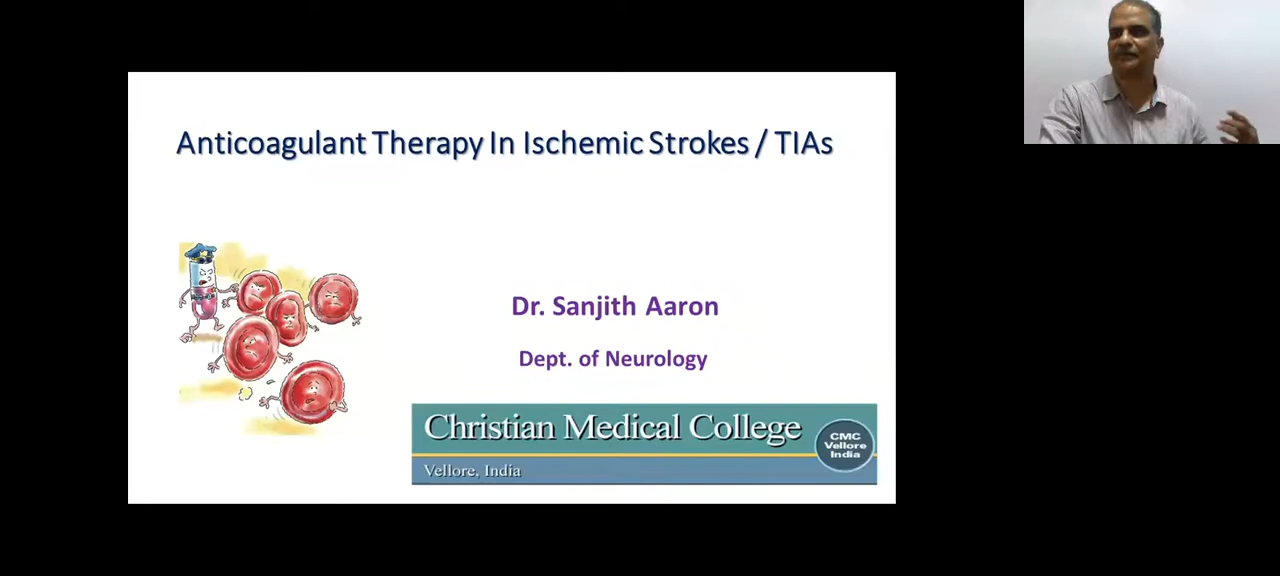 Anticoagulant Therapy In Ischemic Strokes / TIAs
Dr. Sanjith Aaron
Dept. of Neurology
Christian Medical College
CMC
Vellore
India
Vellore, India